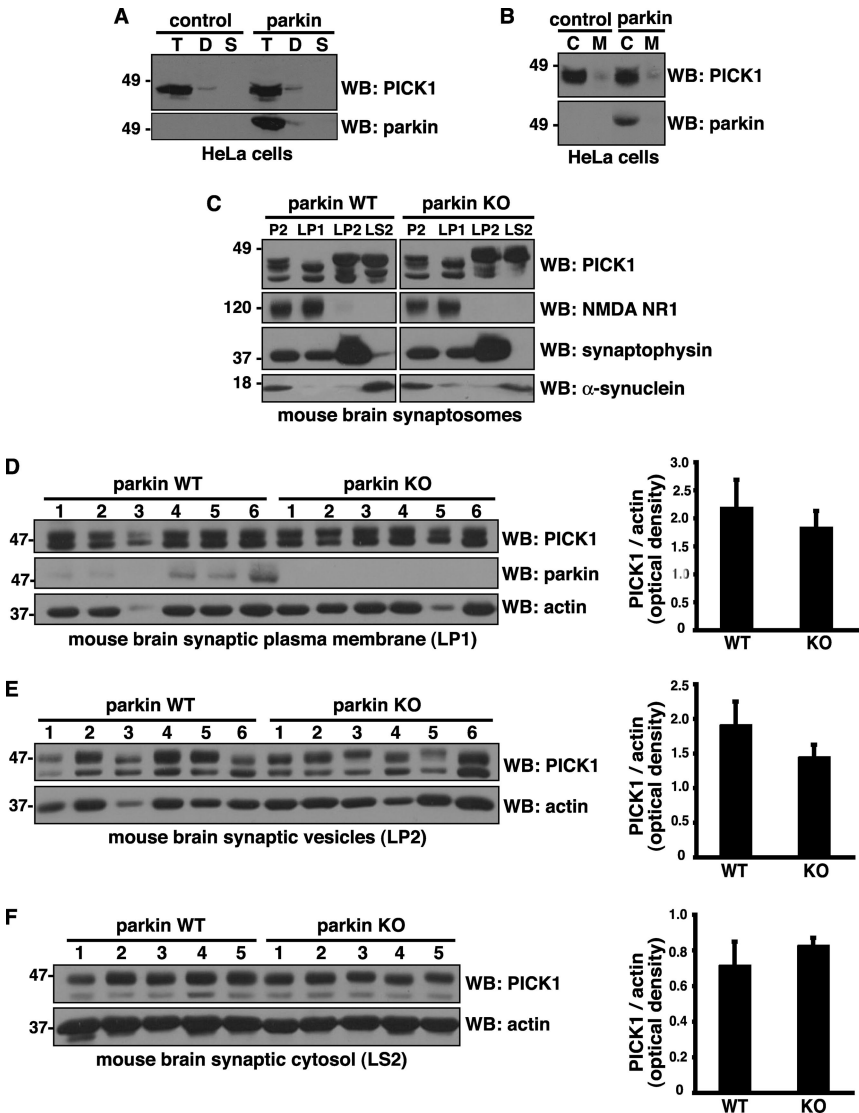 A
control parkin
T D S T D S
49
WB: PICK1
49
WB: parkin
HeLa cells
B
control parkin
C M C M
49
WB: PICK1
49
WB: parkin
HeLa cells
C
parkin WT parkin KO
P2 LP1 LP2 LS2 P2 LP1 LP2 LS2
49
WB: PICK1
120
WB: NMDA NR1
37
WB: synaptophysin
18
WB: α-synuclein
mouse brain synaptosomes
D
parkin WT parkin KO
1 2 3 4 5 6 1 2 3 4 5 6
47
WB: PICK1
47
WB: parkin
37
WB: actin
mouse brain synaptic plasma membrane (LP1)
PICK1 / actin
(optical density)
3.0
2.5
2.0
1.5
1.0
0.5
0
WT KO
E
parkin WT parkin KO
1 2 3 4 5 6 1 2 3 4 5 6
47
WB: PICK1
37
WB: actin
mouse brain synaptic vesicles (LP2)
PICK1 / actin
(optical density)
2.5
2.0
1.5
1.0
0.5
0
WT KO
F
parkin WT parkin KO
1 2 3 4 5 1 2 3 4 5
47
WB: PICK1
37
WB: actin
mouse brain synaptic cytosol (LS2)
PICK1 / actin
(optical density)
1.0
0.8
0.6
0.4
0.2
0
WT KO